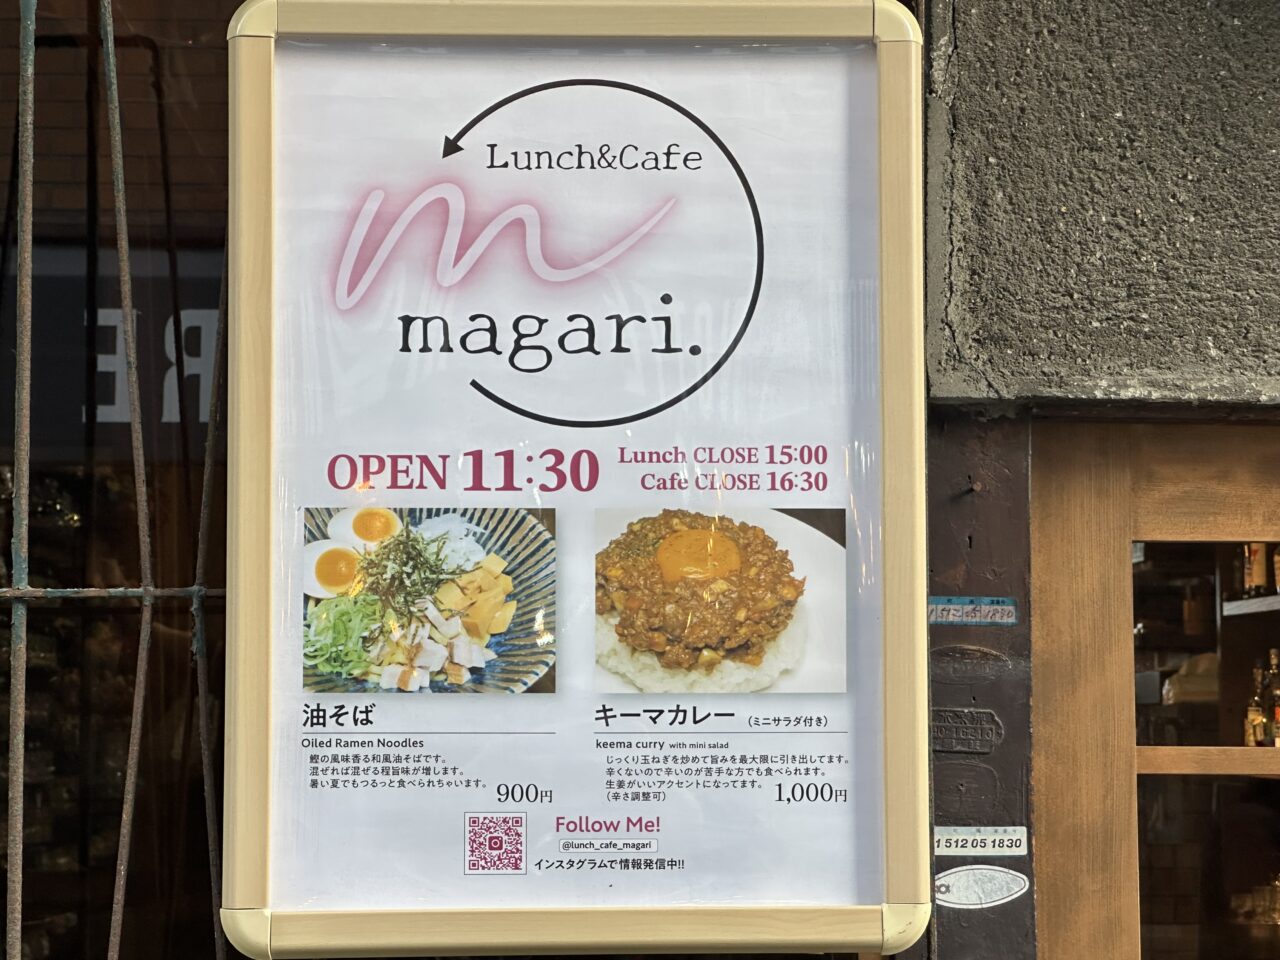 Lunch&Cafe
magari.
OPEN 11:30
Lunch CLOSE 15:00
Cafe CLOSE 16:30
油そば
Oiled Ramen Noodles
鰹の風味香る和風油そばです。
混ぜれば混ぜる程旨味が増します。
暑い夏でもつるっと食べられちゃいます。
900円
キーマカレー (ミニサラダ付き)
keema curry with mini salad
じっくり玉ねぎを炒めて旨みを最大限に引き出してます。
辛くないので辛いのが苦手な方でも食べられます。
生姜がいいアクセントになってます。
(辛さ調整可)
1,000円
Follow Me!
@lunch_cafe_magari
インスタグラムで情報発信中!!
1512 05 1830